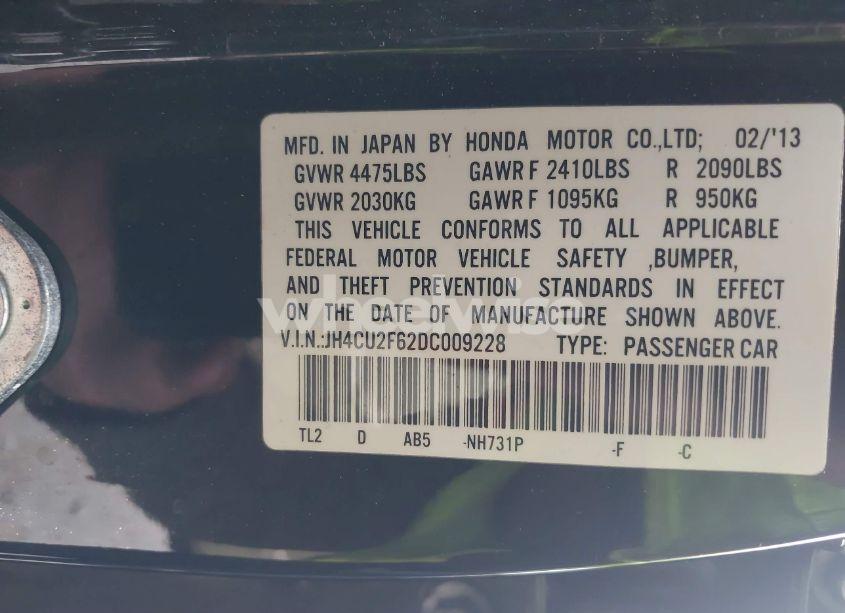 MFD. IN JAPAN BY HONDA MOTOR CO.,LTD; 02/'13
GVWR 4475LBS GAWR F 2410LBS R 2090LBS
GVWR 2030KG GAWR F 1095KG R 950KG
THIS VEHICLE CONFORMS TO ALL APPLICABLE
FEDERAL MOTOR VEHICLE SAFETY ,BUMPER,
AND THEFT PREVENTION STANDARDS IN EFFECT
ON THE DATE OF MANUFACTURE SHOWN ABOVE.
wheelwise
V.I.N.:JH4CU2F62DC009228 TYPE: PASSENGER CAR
TL2 D AB5 -NH731P -F -C